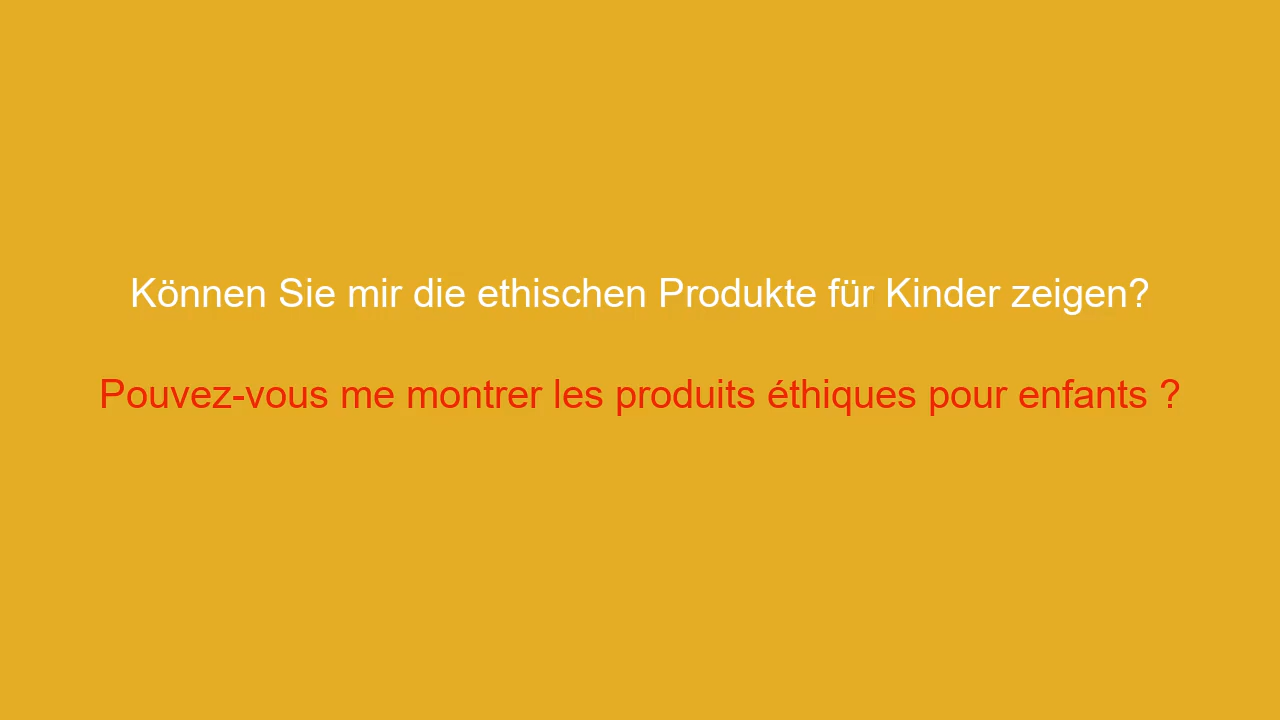 Können Sie mir die ethischen Produkte für Kinder zeigen?
Pouvez-vous me montrer les produits éthiques pour enfants ?